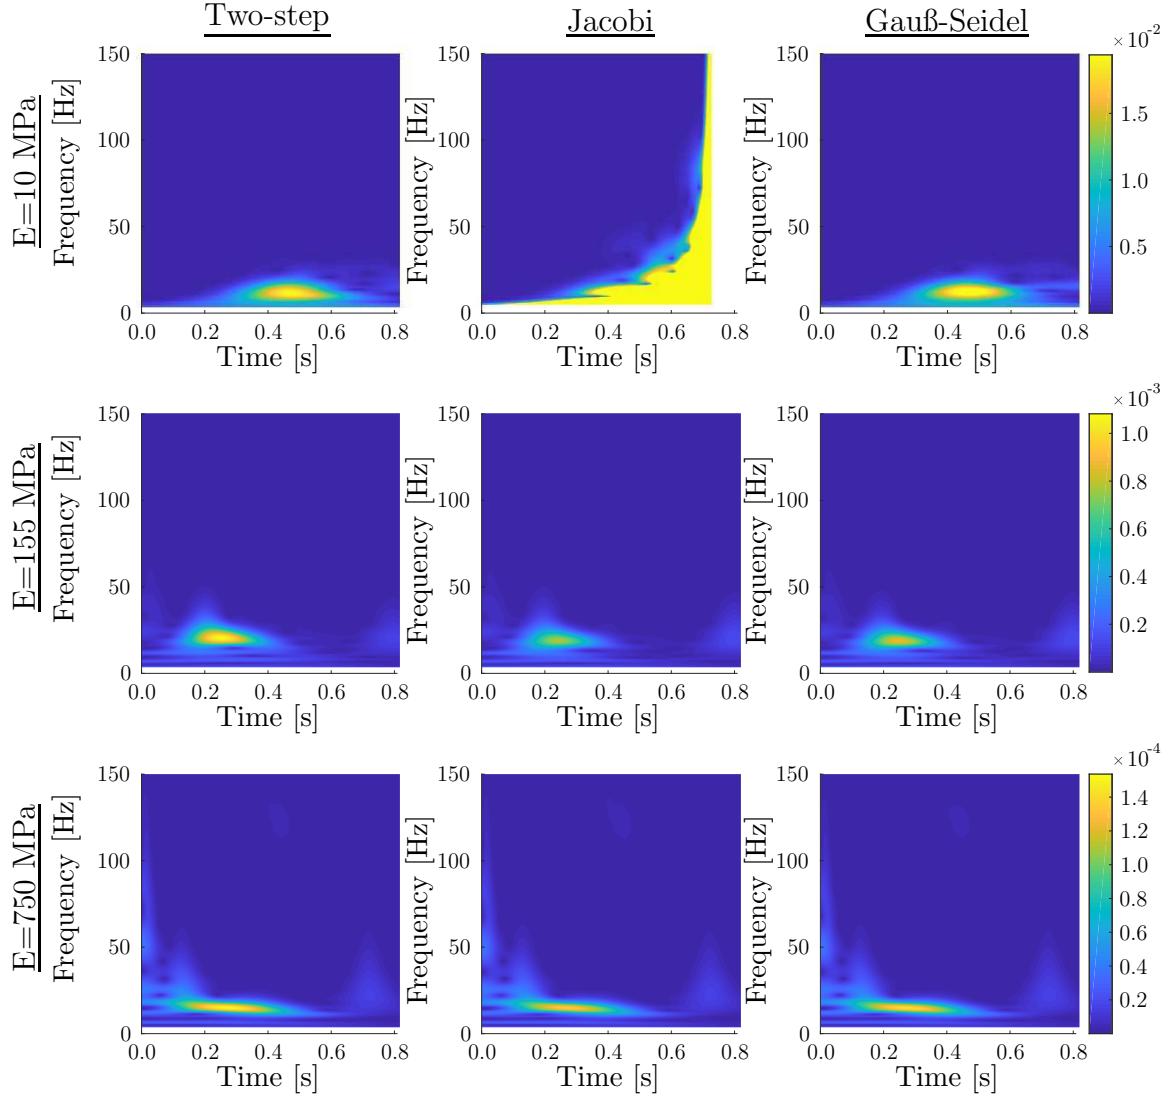 Two-step Jacobi Gauß-Seidel
×10-2
E=10 MPa
Frequency [Hz] Frequency [Hz] Frequency [Hz]
150 150 150
1.5
100 100 100
1.0
50 50 50
0.5
0 0 0
0.0 0.2 0.4 0.6 0.8 0.0 0.2 0.4 0.6 0.8 0.0 0.2 0.4 0.6 0.8
Time [s] Time [s] Time [s]
×10-3
E=155 MPa
Frequency [Hz] Frequency [Hz] Frequency [Hz]
150 150 150
1.0
100 100 100
0.8
0.6
50 50 50
0.4
0.2
0 0 0
0.0 0.2 0.4 0.6 0.8 0.0 0.2 0.4 0.6 0.8 0.0 0.2 0.4 0.6 0.8
Time [s] Time [s] Time [s]
×10-4
E=750 MPa
Frequency [Hz] Frequency [Hz] Frequency [Hz]
150 150 150
1.4
1.2
100 100 100
1.0
0.8
50 50 50
0.6
0.4
0.2
0 0 0
0.0 0.2 0.4 0.6 0.8 0.0 0.2 0.4 0.6 0.8 0.0 0.2 0.4 0.6 0.8
Time [s] Time [s] Time [s]